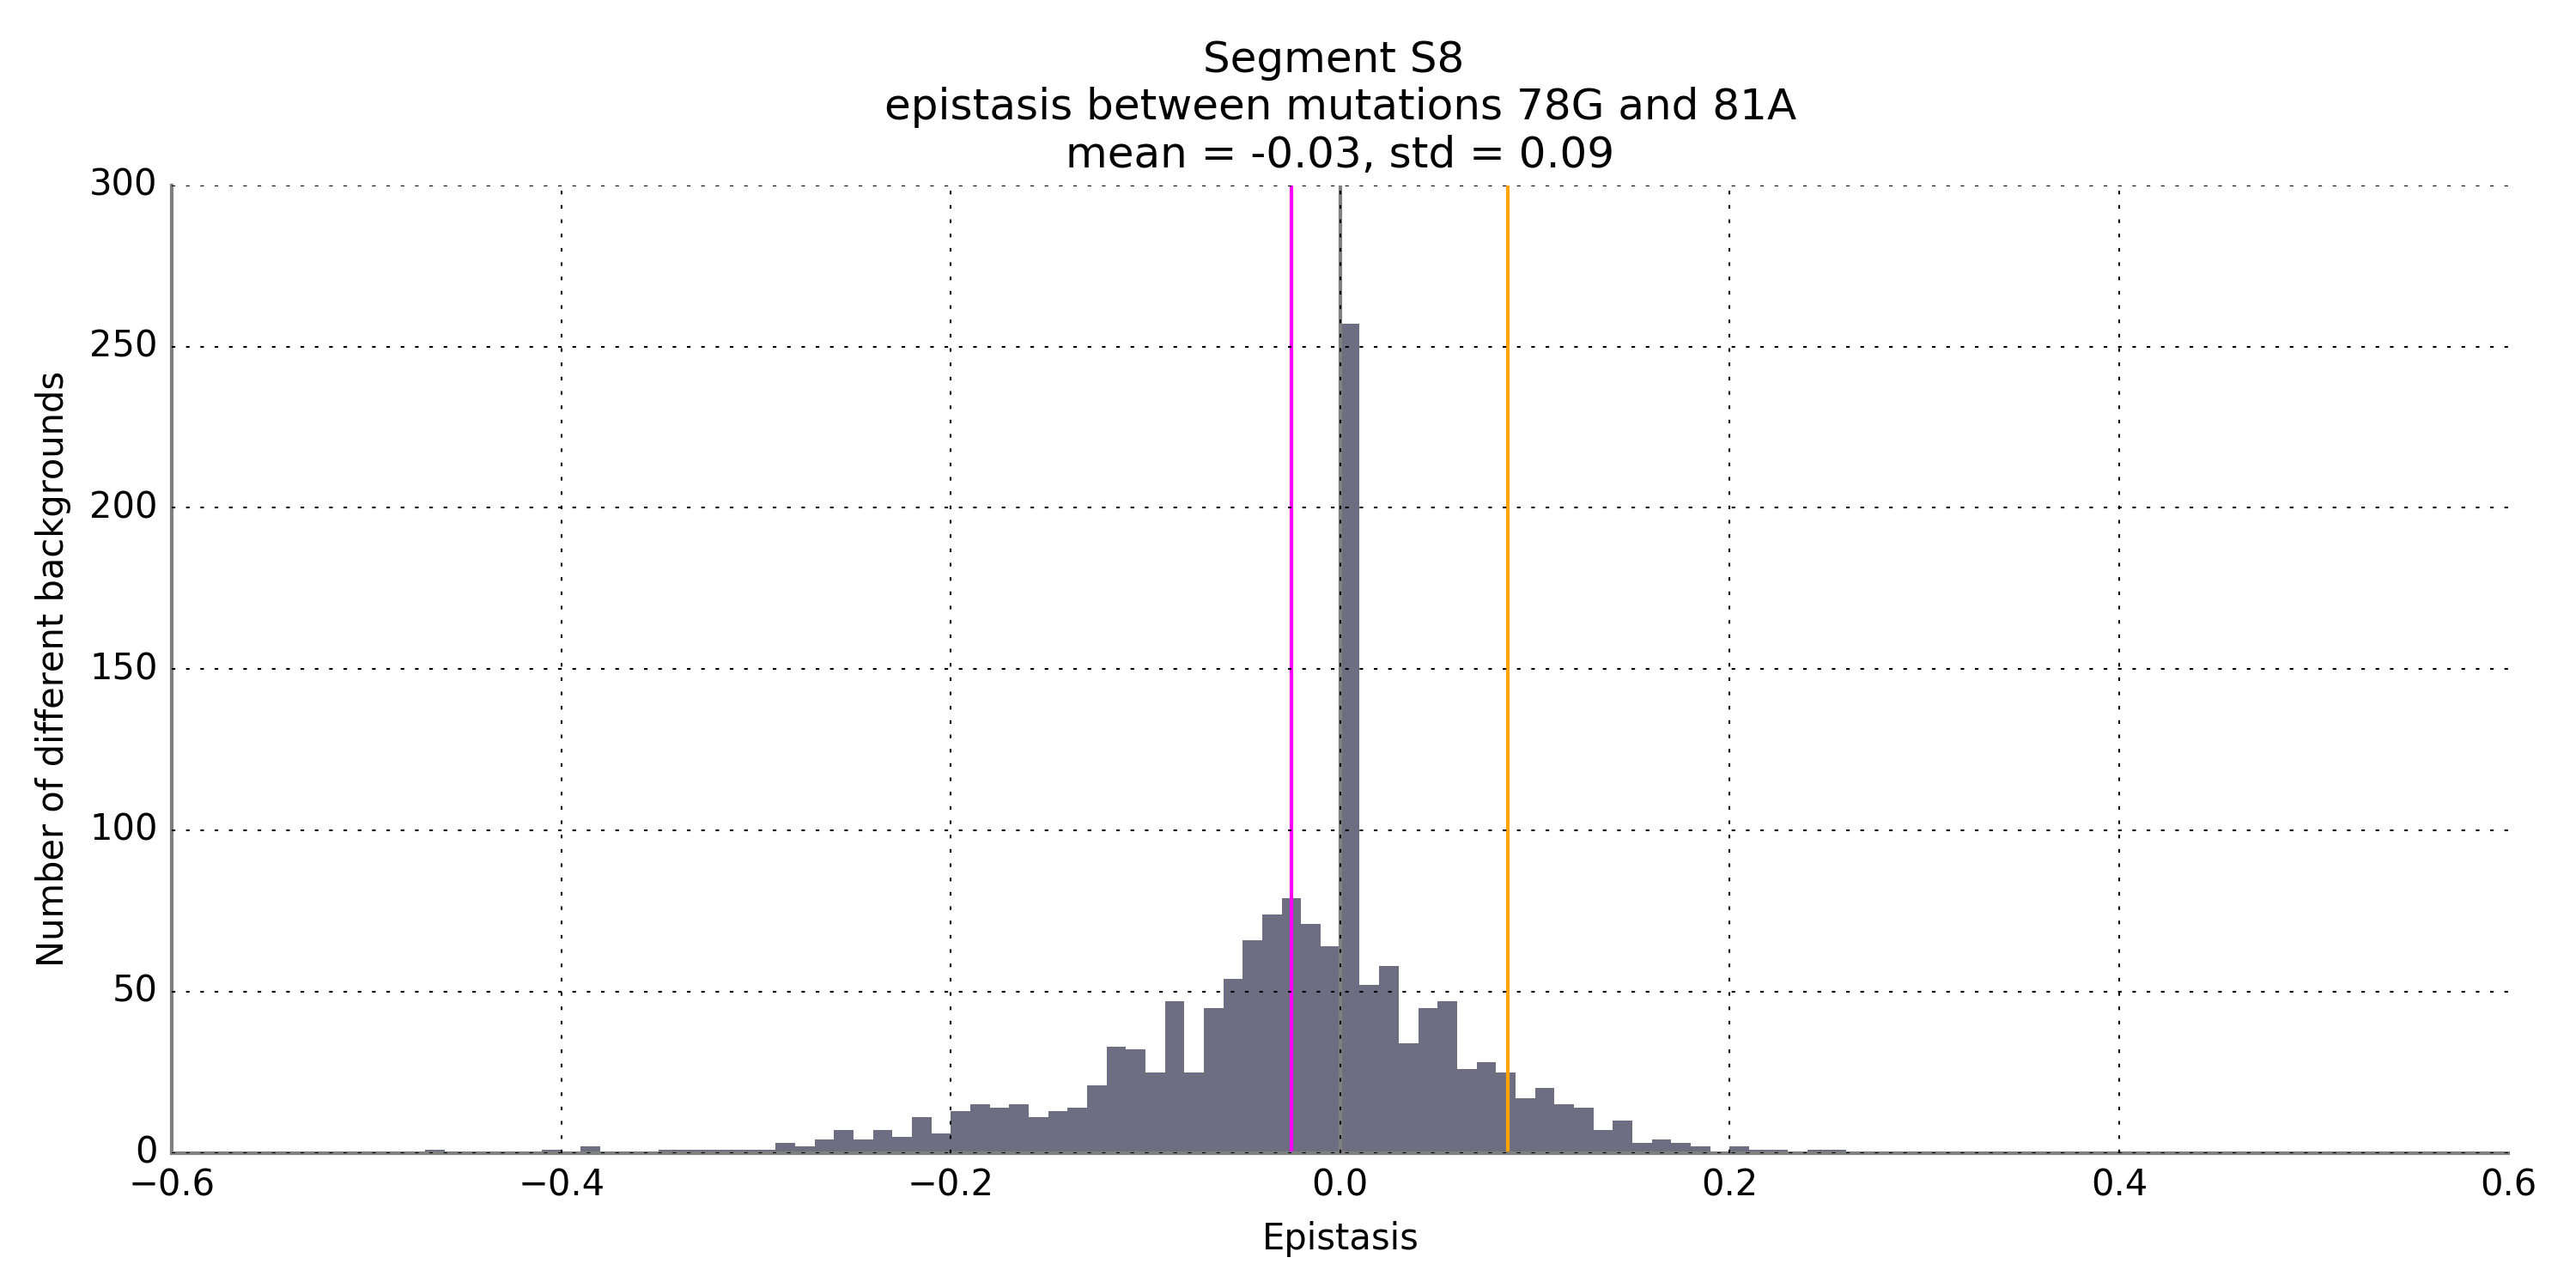 Segment S8
epistasis between mutations 78G and 81A
mean = -0.03, std = 0.09
300
250
200
150
100
50
0
Number of different backgrounds
−0.6 −0.4 −0.2 0.0 0.2 0.4 0.6
Epistasis